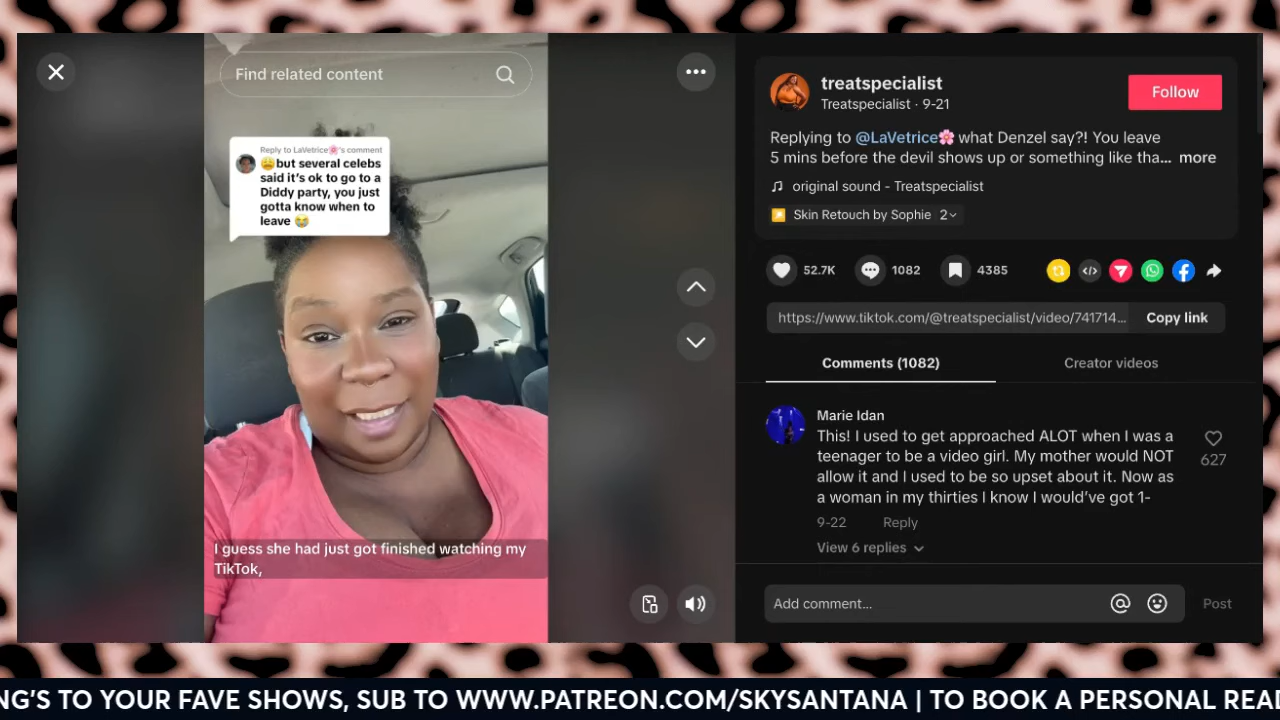 Find related content
Reply to LaVetrice🌸's comment
😩but several celebs
said it's ok to go to a
Diddy party, you just
gotta know when to
leave 😭
I guess she had just got finished watching my
TikTok,
treatspecialist
Treatspecialist · 9-21
Follow
Replying to @LaVetrice🌸 what Denzel say?! You leave
5 mins before the devil shows up or something like tha... more
original sound - Treatspecialist
Skin Retouch by Sophie 2
52.7K
1082
4385
https://www.tiktok.com/@treatspecialist/video/741714...
Copy link
Comments (1082)
Creator videos
Marie Idan
This! I used to get approached ALOT when I was a
teenager to be a video girl. My mother would NOT
allow it and I used to be so upset about it. Now as
a woman in my thirties I know I would've got 1-
627
9-22 Reply
View 6 replies
Add comment...
Post
NG'S TO YOUR FAVE SHOWS, SUB TO WWW.PATREON.COM/SKYSANTANA | TO BOOK A PERSONAL REA